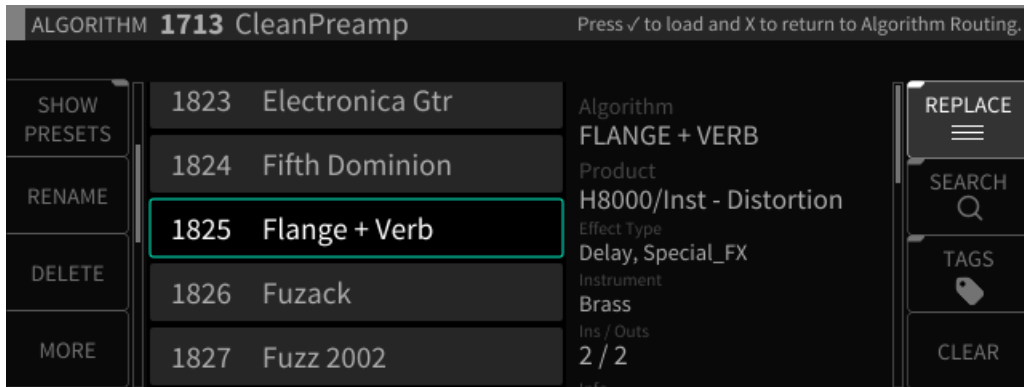 ALGORITHM 1713 CleanPreamp
Press ✓ to load and X to return to Algorithm Routing.
SHOW
PRESETS
RENAME
DELETE
MORE
1823 Electronica Gtr
1824 Fifth Dominion
1825 Flange + Verb
1826 Fuzack
1827 Fuzz 2002
Algorithm
FLANGE + VERB
Product
H8000/Inst - Distortion
Effect Type
Delay, Special_FX
Instrument
Brass
Ins / Outs
2 / 2
REPLACE
SEARCH
TAGS
CLEAR